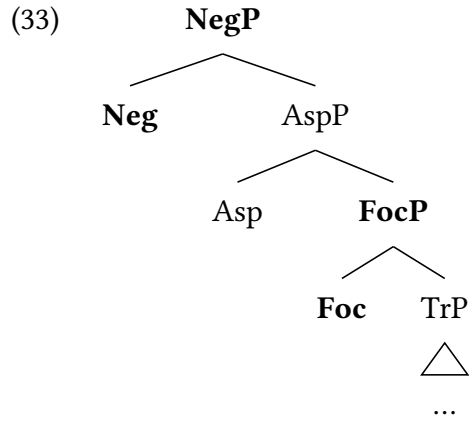 (33) NegP
Neg AspP
Asp FocP
Foc TrP
...